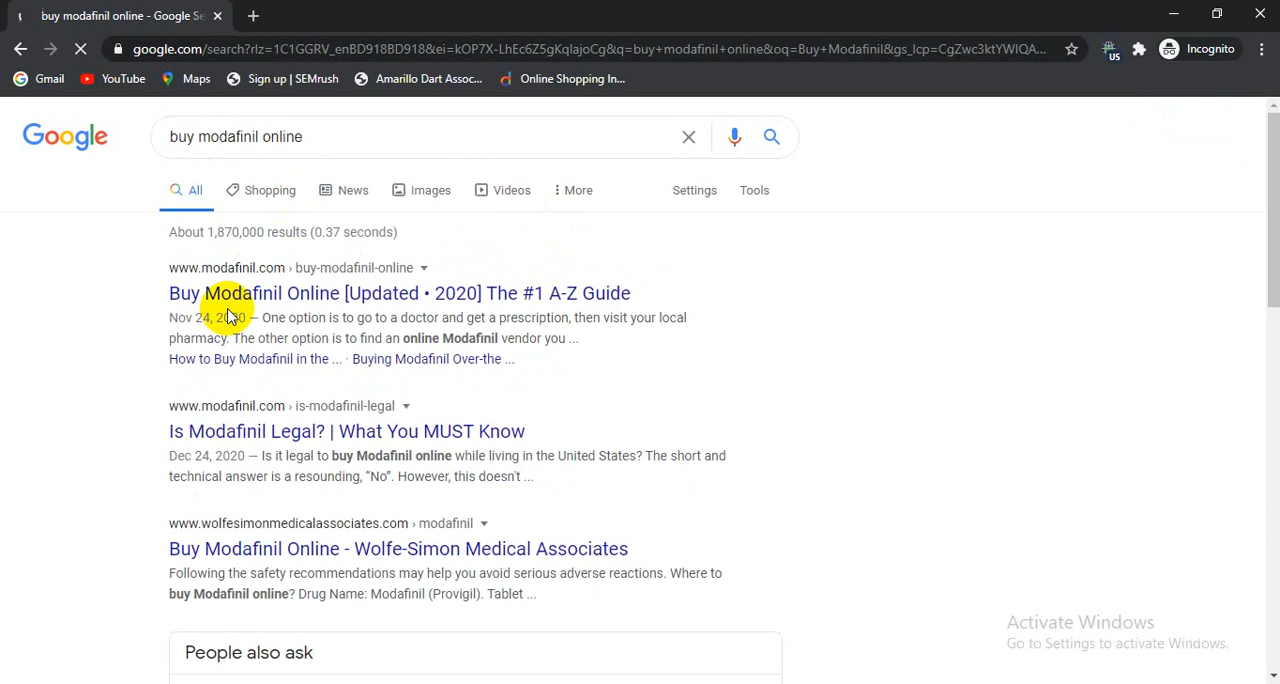 buy modafinil online - Google Se
google.com/search?rlz=1C1GGRV_enBD918BD918&ei=kOP7X-LhEc6Z5gKqlajoCg&q=buy+modafinil+online&oq=Buy+Modafinil&gs_lcp=CgZwc3ktYWIQA...
US
Incognito
Gmail
YouTube
Maps
Sign up | SEMrush
Amarillo Dart Assoc...
Online Shopping In...
Google
buy modafinil online
All
Shopping
News
Images
Videos
More
Settings
Tools
About 1,870,000 results (0.37 seconds)
www.modafinil.com › buy-modafinil-online
Buy Modafinil Online [Updated • 2020] The #1 A-Z Guide
Nov 24, 2020 — One option is to go to a doctor and get a prescription, then visit your local
pharmacy. The other option is to find an online Modafinil vendor you ...
How to Buy Modafinil in the ... · Buying Modafinil Over-the ...
www.modafinil.com › is-modafinil-legal
Is Modafinil Legal? | What You MUST Know
Dec 24, 2020 — Is it legal to buy Modafinil online while living in the United States? The short and
technical answer is a resounding, “No”. However, this doesn't ...
www.wolfesimonmedicalassociates.com › modafinil
Buy Modafinil Online - Wolfe-Simon Medical Associates
Following the safety recommendations may help you avoid serious adverse reactions. Where to
buy Modafinil online? Drug Name: Modafinil (Provigil). Tablet ...
People also ask
Activate Windows
Go to Settings to activate Windows.